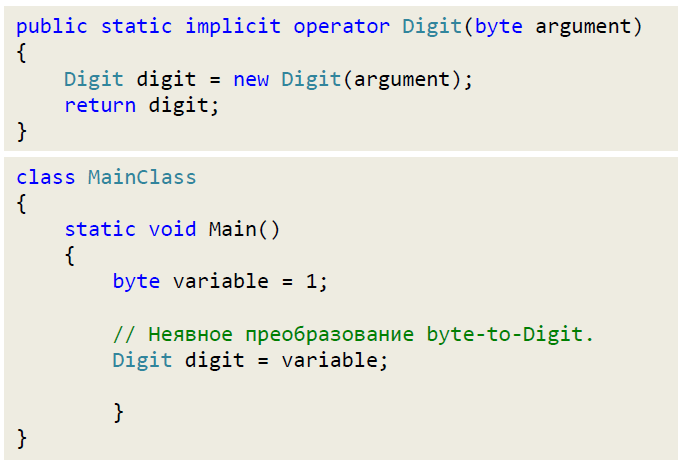 public static implicit operator Digit(byte argument)
{
    Digit digit = new Digit(argument);
    return digit;
}
class MainClass
{
    static void Main()
    {
        byte variable = 1;
        // Неявное преобразование byte-to-Digit.
        Digit digit = variable;
        }
}